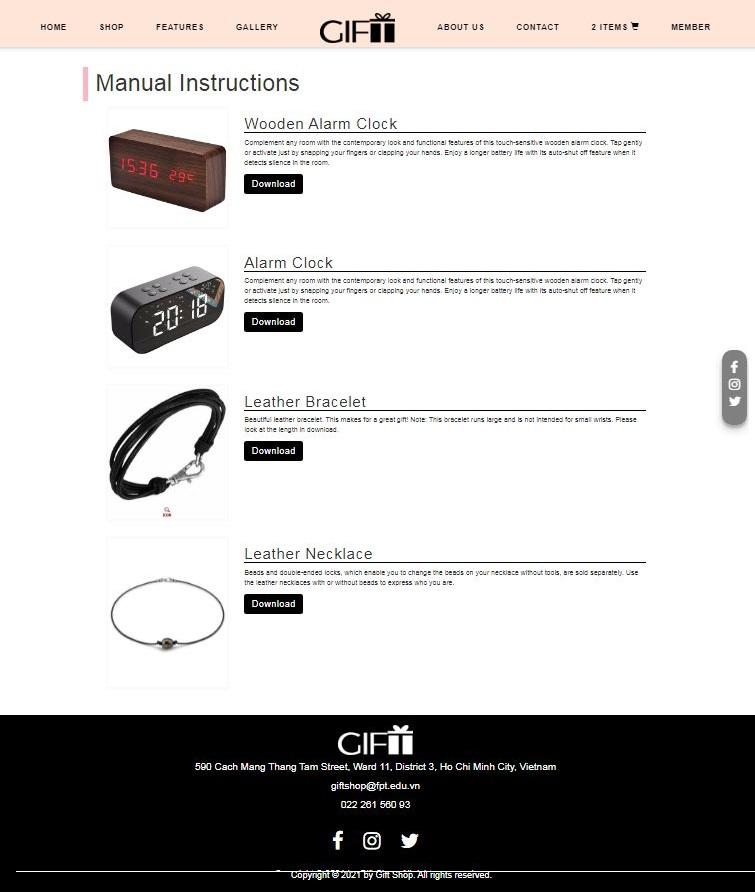 HOME SHOP FEATURES GALLERY GIF ABOUT US CONTACT 2 ITEMS MEMBER
Manual Instructions
Wooden Alarm Clock
Complement any room with the contemporary look and functional features of this touch-sensitive wooden alarm clock. Tap gently
or activate just by snapping your fingers or clapping your hands. Enjoy a longer battery life with its auto-shut off feature when it
detects silence in the room.
Download
15:36 29°C
Alarm Clock
Complement any room with the contemporary look and functional features of this touch-sensitive wooden alarm clock. Tap gently
or activate just by snapping your fingers or clapping your hands. Enjoy a longer battery life with its auto-shut off feature when it
detects silence in the room.
Download
20:18
Leather Bracelet
Beautiful leather bracelet. This makes for a great gift! Note: This bracelet runs large and is not intended for small wrists. Please
look at the length in download.
Download
Leather Necklace
Beads and double-ended locks, which enable you to change the beads on your necklace without tools, are sold separately. Use
the leather necklaces with or without beads to express who you are.
Download
GIF
590 Cach Mang Thang Tam Street, Ward 11, District 3, Ho Chi Minh City, Vietnam
giftshop@fpt.edu.vn
022 261 560 93
Copyright © 2021 by Gift Shop. All rights reserved.